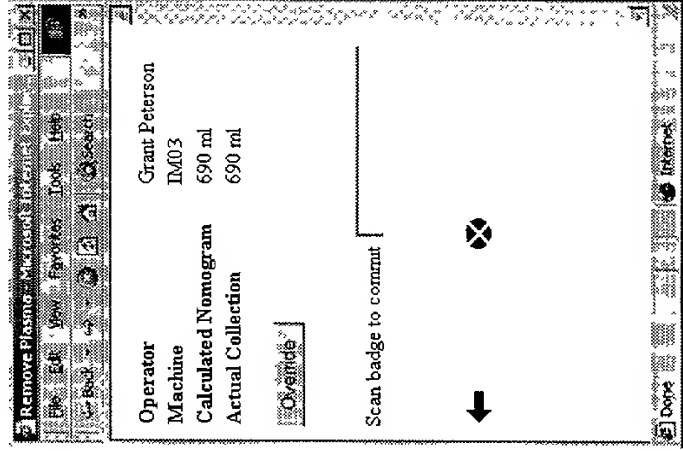 Remove Plasma - Microsoft Internet Explorer
File Edit View Favorites Tools Help
Back Search
Operator Grant Peterson
Machine IM03
Calculated Nomogram 690 ml
Actual Collection 690 ml
Override
Scan badge to commit
Done Internet